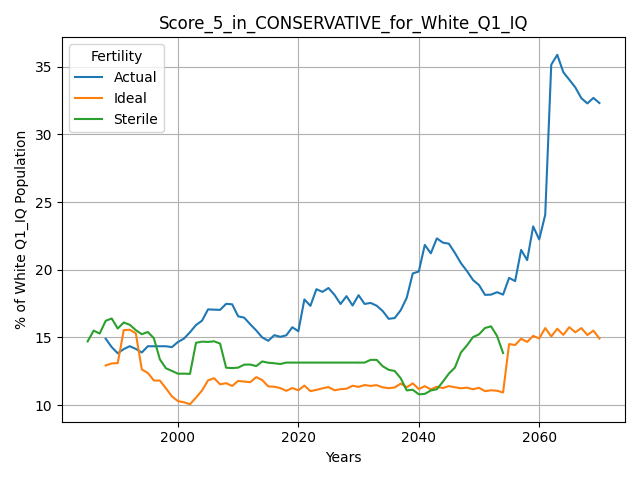 Score_5_in_CONSERVATIVE_for_White_Q1_IQ
Fertility
Actual
Ideal
Sterile
% of White Q1_IQ Population
35
30
25
20
15
10
2000
2020
2040
2060
Years